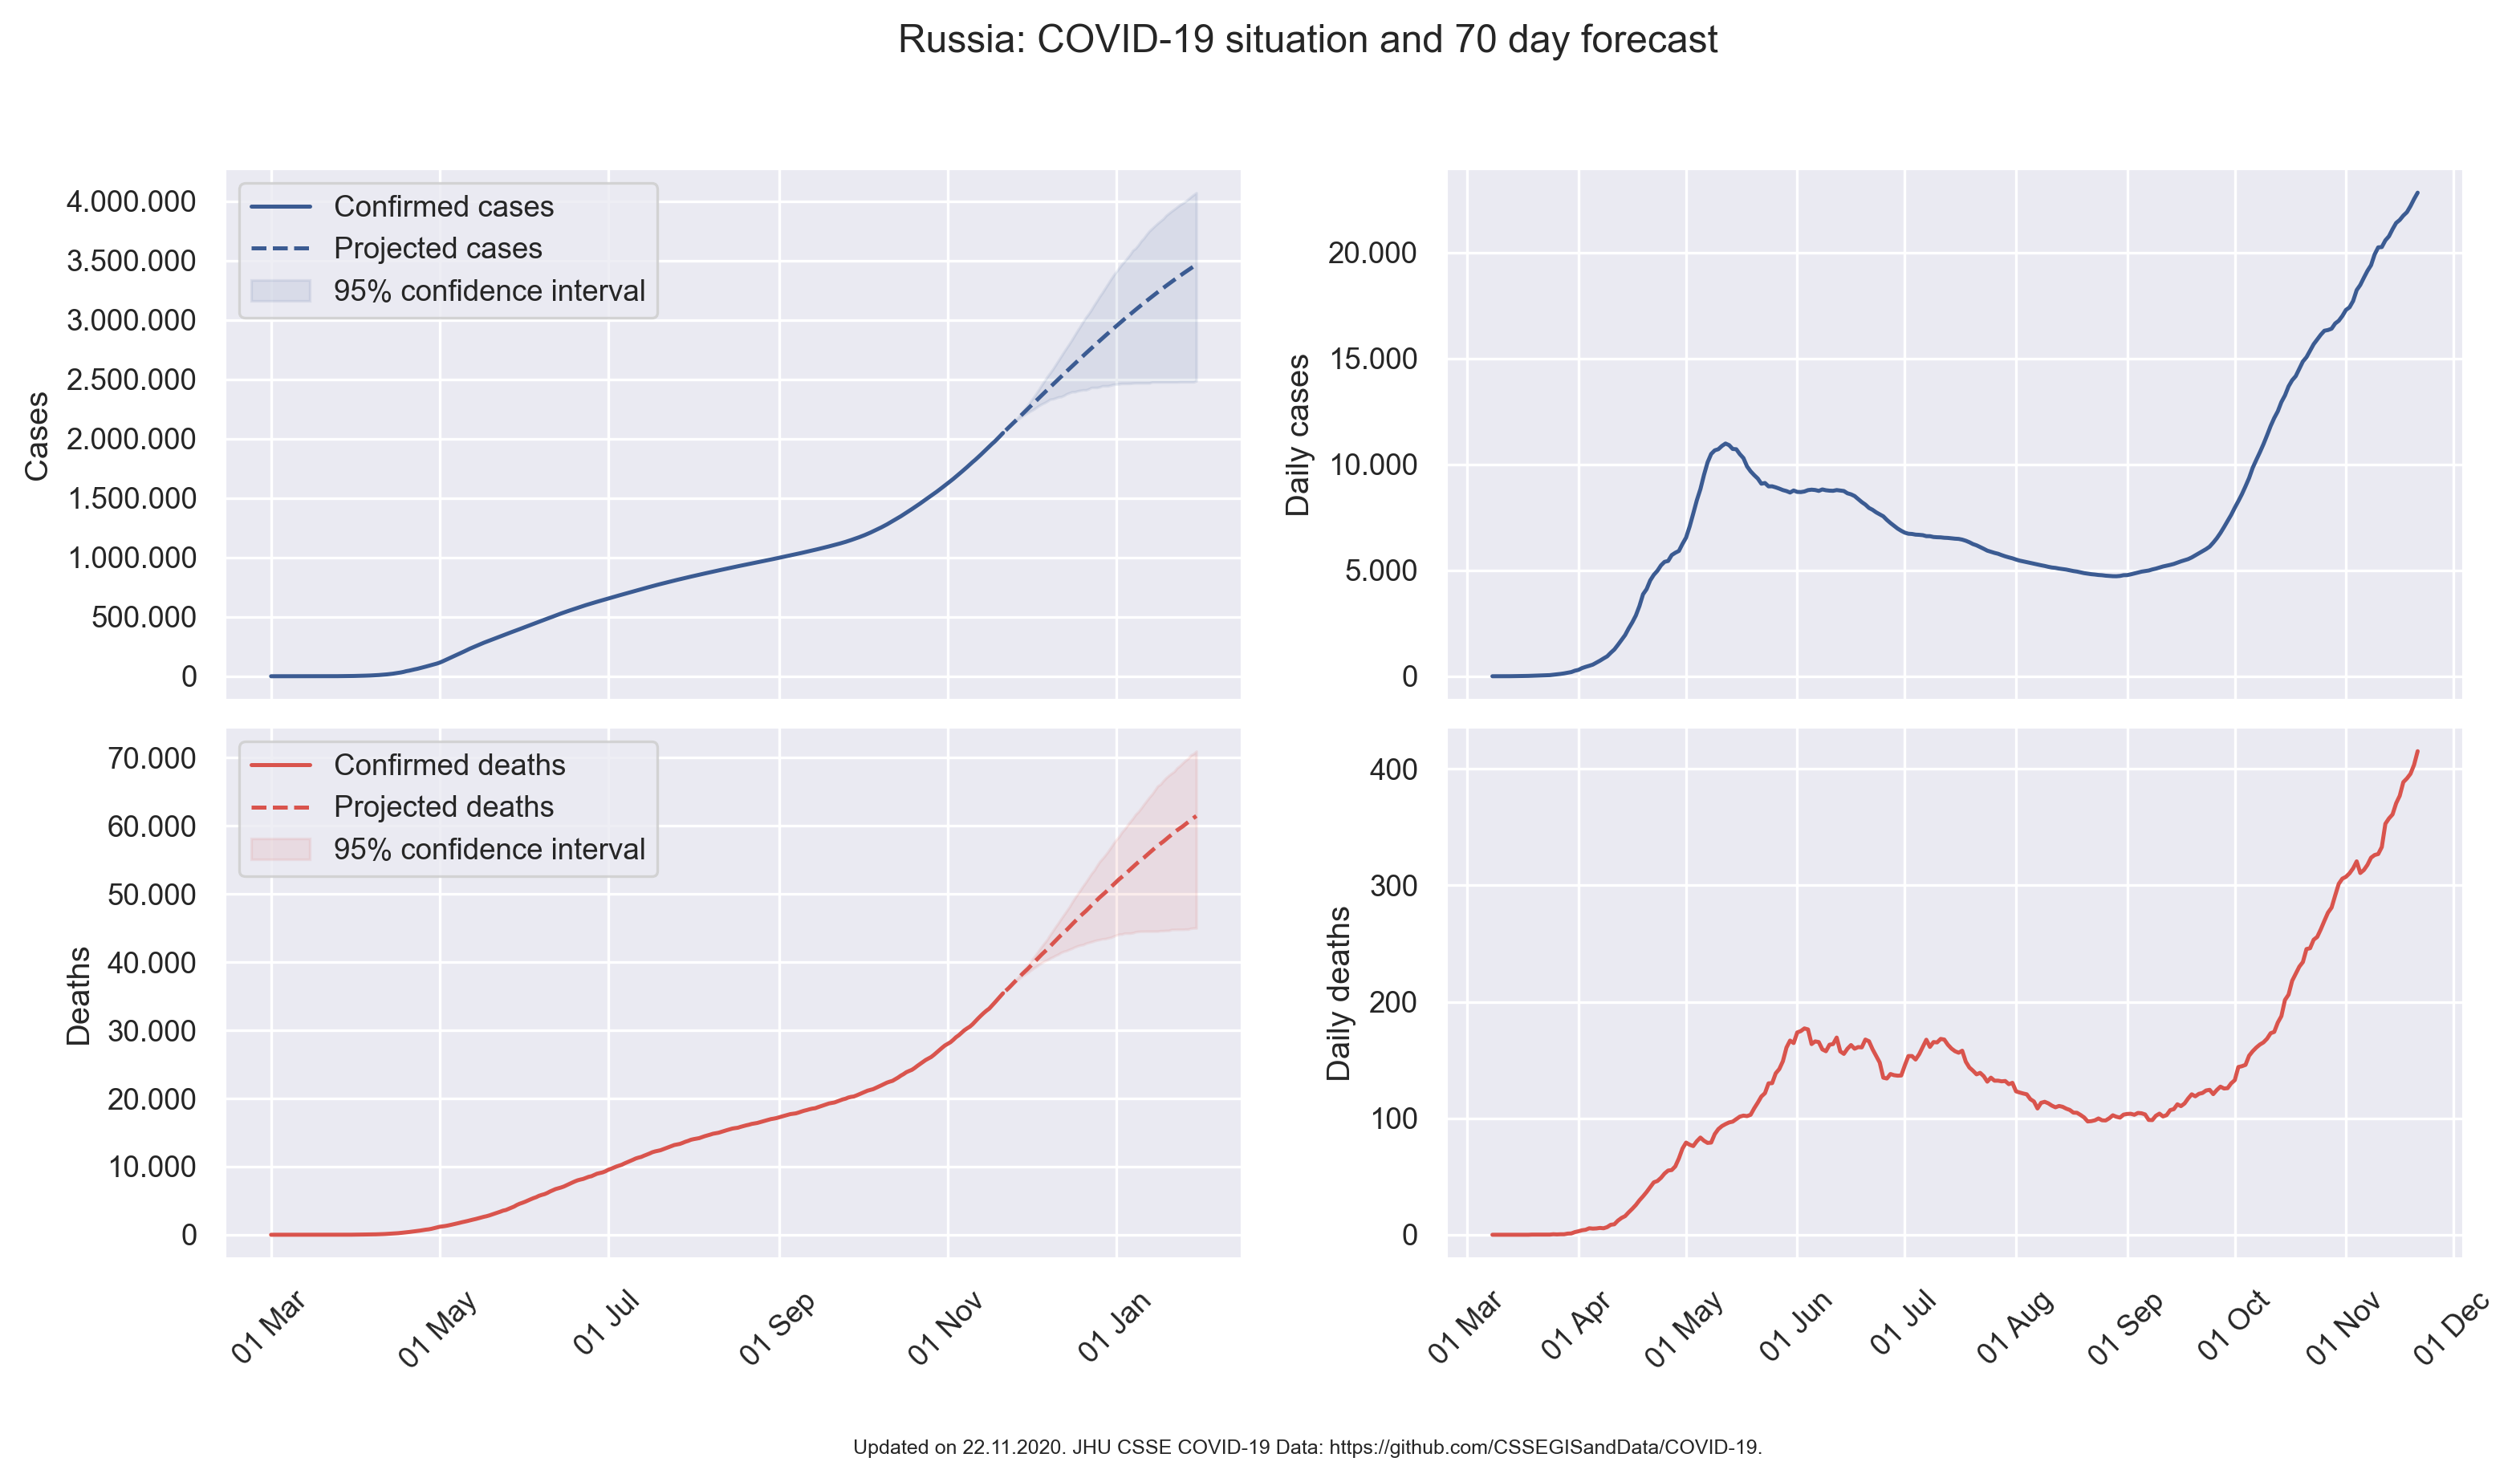 Russia: COVID-19 situation and 70 day forecast
Cases
4.000.000
3.500.000
3.000.000
2.500.000
2.000.000
1.500.000
1.000.000
500.000
0
Confirmed cases
Projected cases
95% confidence interval
Daily cases
20.000
15.000
10.000
5.000
0
Deaths
70.000
60.000
50.000
40.000
30.000
20.000
10.000
0
Confirmed deaths
Projected deaths
95% confidence interval
01 Mar
01 May
01 Jul
01 Sep
01 Nov
01 Jan
Daily deaths
400
300
200
100
0
01 Mar
01 Apr
01 May
01 Jun
01 Jul
01 Aug
01 Sep
01 Oct
01 Nov
01 Dec
Updated on 22.11.2020. JHU CSSE COVID-19 Data: https://github.com/CSSEGISandData/COVID-19.